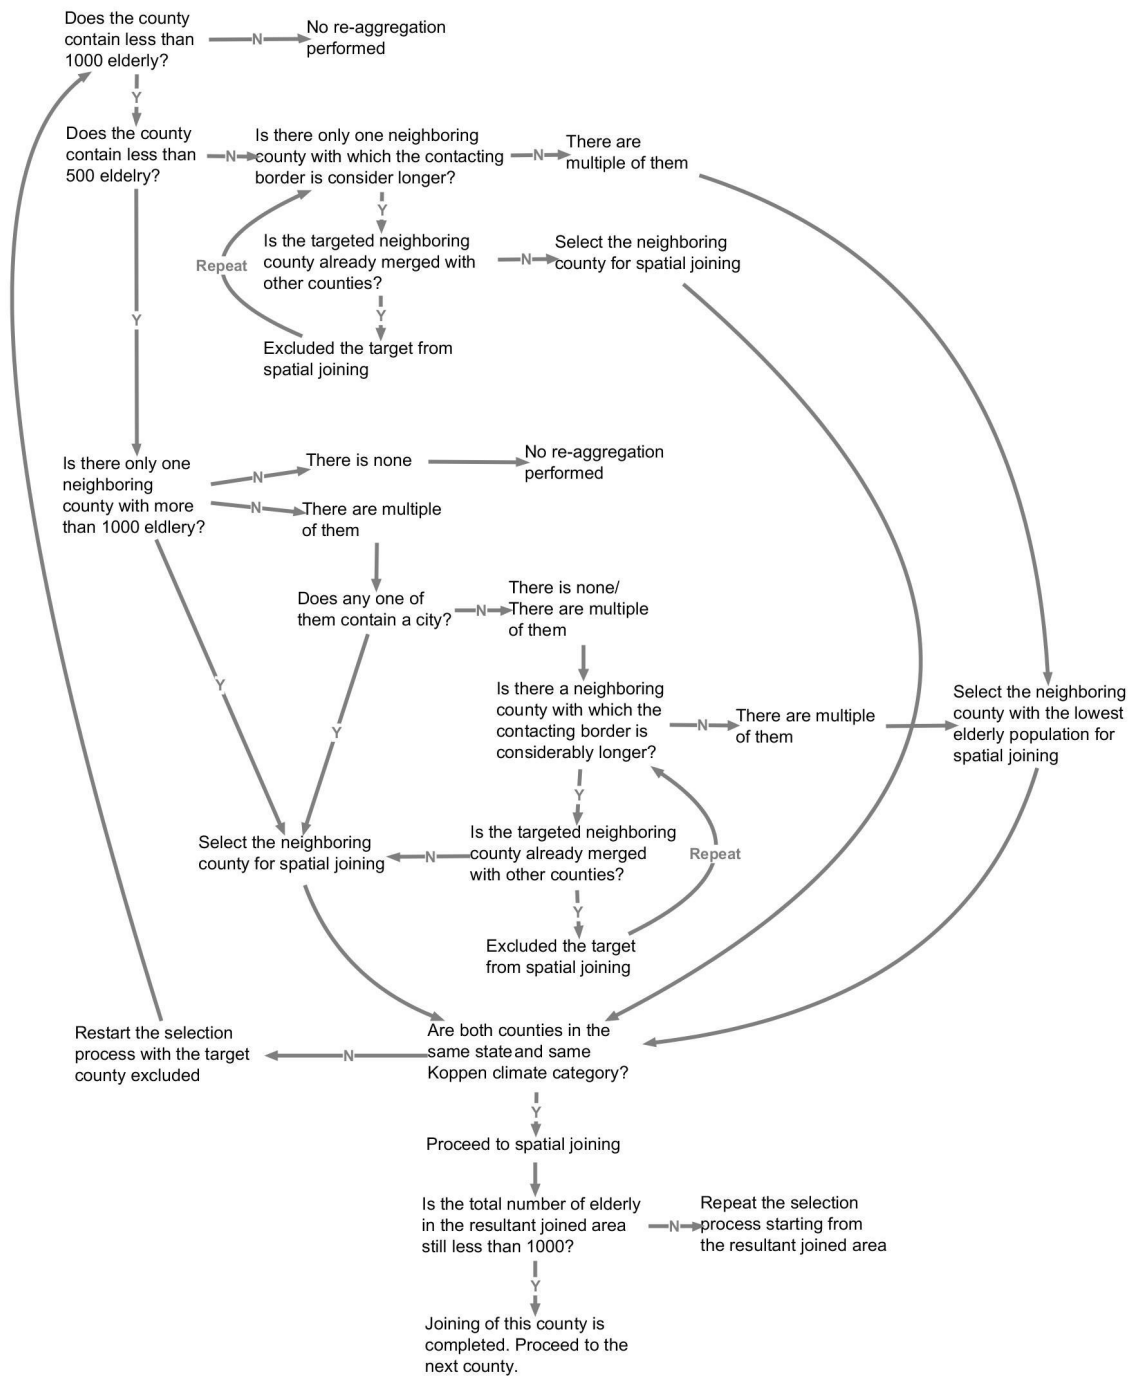 Does the county
contain less than
1000 elderly?
N
No re-aggregation
performed
Y
Does the county
contain less than
500 eldelry?
N
Is there only one neighboring
county with which the contacting
border is consider longer?
N
There are
multiple of them
Y
Is the targeted neighboring
county already merged with
other counties?
N
Select the neighboring
county for spatial joining
Repeat
Y
Excluded the target from
spatial joining
Y
Is there only one
neighboring
county with more
than 1000 eldlery?
N
There is none
No re-aggregation
performed
N
There are multiple
of them
Does any one of
them contain a city?
N
There is none/
There are multiple
of them
Y
Y
Is there a neighboring
county with which the
contacting border is
considerably longer?
N
There are multiple
of them
Select the neighboring
county with the lowest
elderly population for
spatial joining
Y
Select the neighboring
county for spatial joining
N
Is the targeted neighboring
county already merged
with other counties?
Repeat
Y
Excluded the target
from spatial joining
Restart the selection
process with the target
county excluded
N
Are both counties in the
same state and same
Koppen climate category?
Y
Proceed to spatial joining
Is the total number of elderly
in the resultant joined area
still less than 1000?
N
Repeat the selection
process starting from
the resultant joined area
Y
Joining of this county is
completed. Proceed to the
next county.